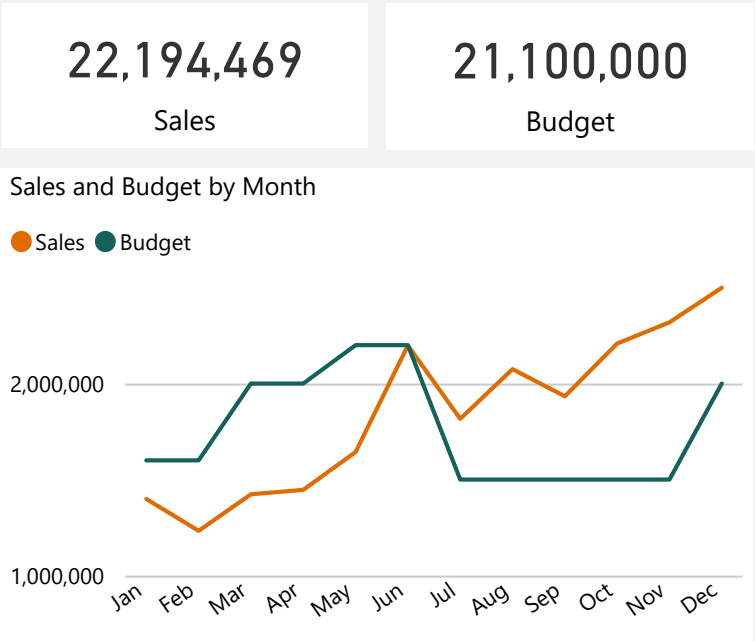 22,194,469
Sales
21,100,000
Budget
Sales and Budget by Month
Sales Budget
2,000,000
1,000,000
Jan Feb Mar Apr May Jun Jul Aug Sep Oct Nov Dec